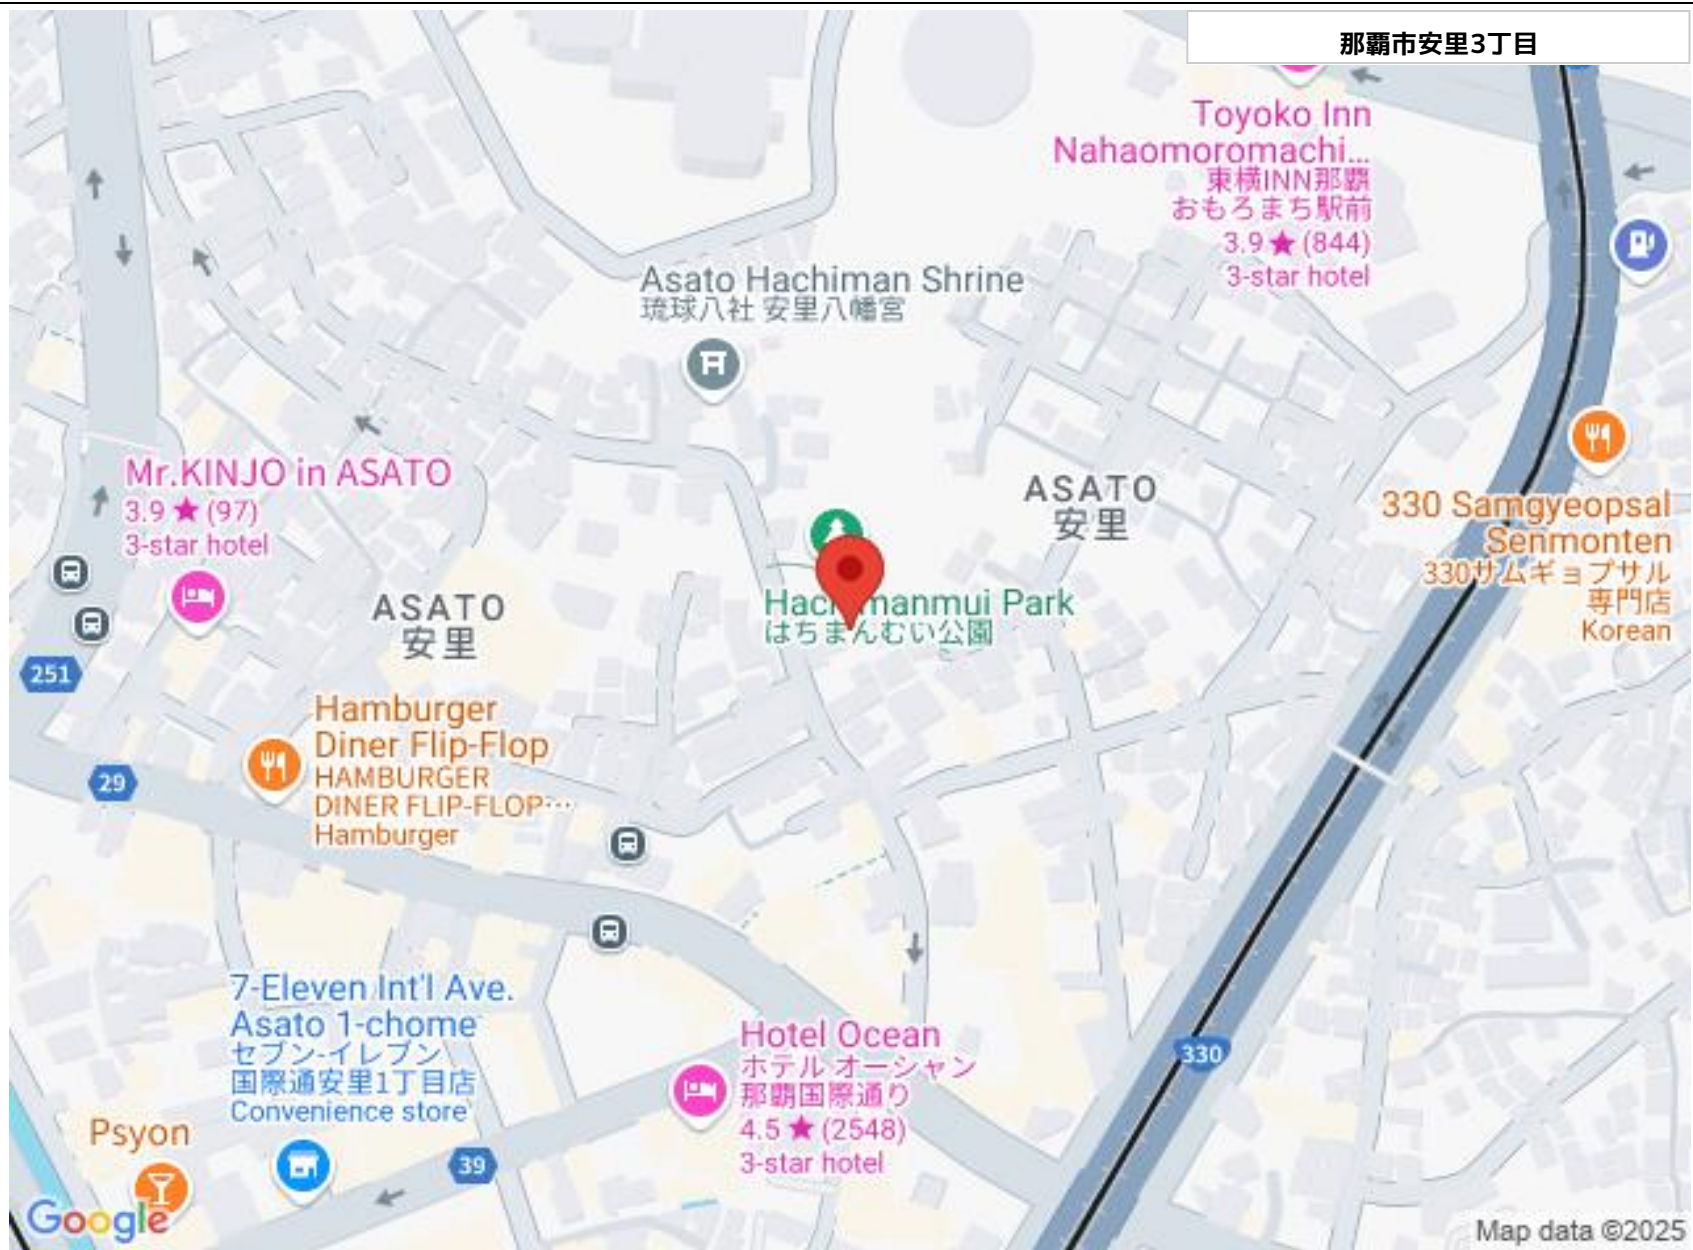 那覇市安里3丁目
Toyoko Inn
Nahaomoromachi...
東横INN那覇
おもろまち駅前
3.9 ★ (844)
3-star hotel
Asato Hachiman Shrine
琉球八社 安里八幡宮
Mr.KINJO in ASATO
3.9 ★ (97)
3-star hotel
ASATO
安里
330 Samgyeopsal
Senmonten
330サムギョプサル
専門店
Korean
ASATO
安里
Park
はちまんむい公園
251
Hamburger
Diner Flip-Flop
HAMBURGER
DINER FLIP-FLOP…
Hamburger
29
7-Eleven Int'l Ave.
Asato 1-chome
セブン-イレブン
国際通安里1丁目店
Convenience store
Hotel Ocean
ホテル オーシャン
那覇国際通り
4.5 ★ (2548)
3-star hotel
330
Psyon
39
Google
Map data ©2025